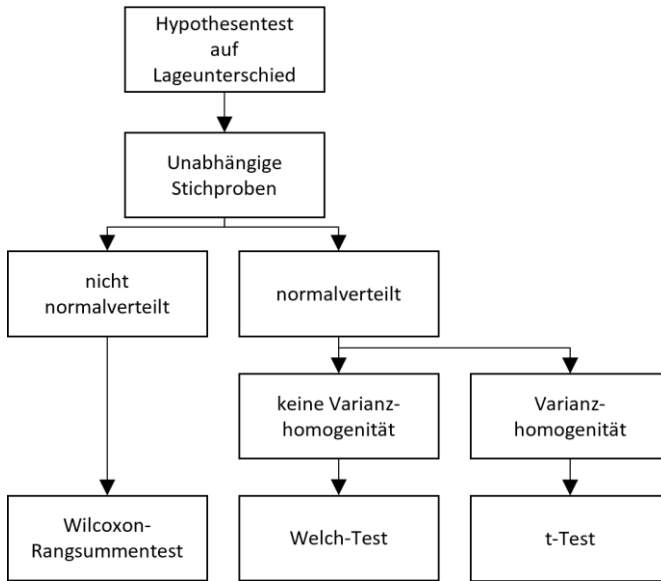 Hypothesentest
auf
Lageunterschied
Unabhängige
Stichproben
nicht
normalverteilt
normalverteilt
keine Varianz-
homogenität
Varianz-
homogenität
Wilcoxon-
Rangsummentest
Welch-Test
t-Test